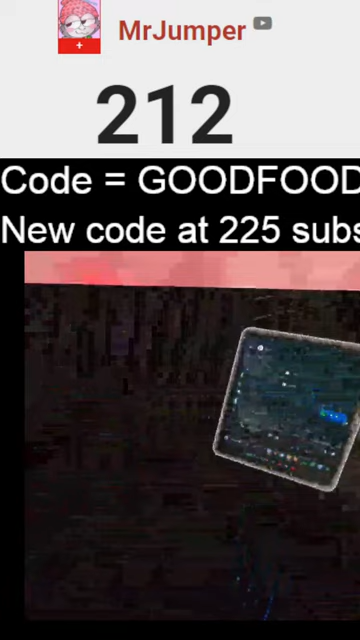 MrJumper
212
Code = GOODFOOD
New code at 225 subs